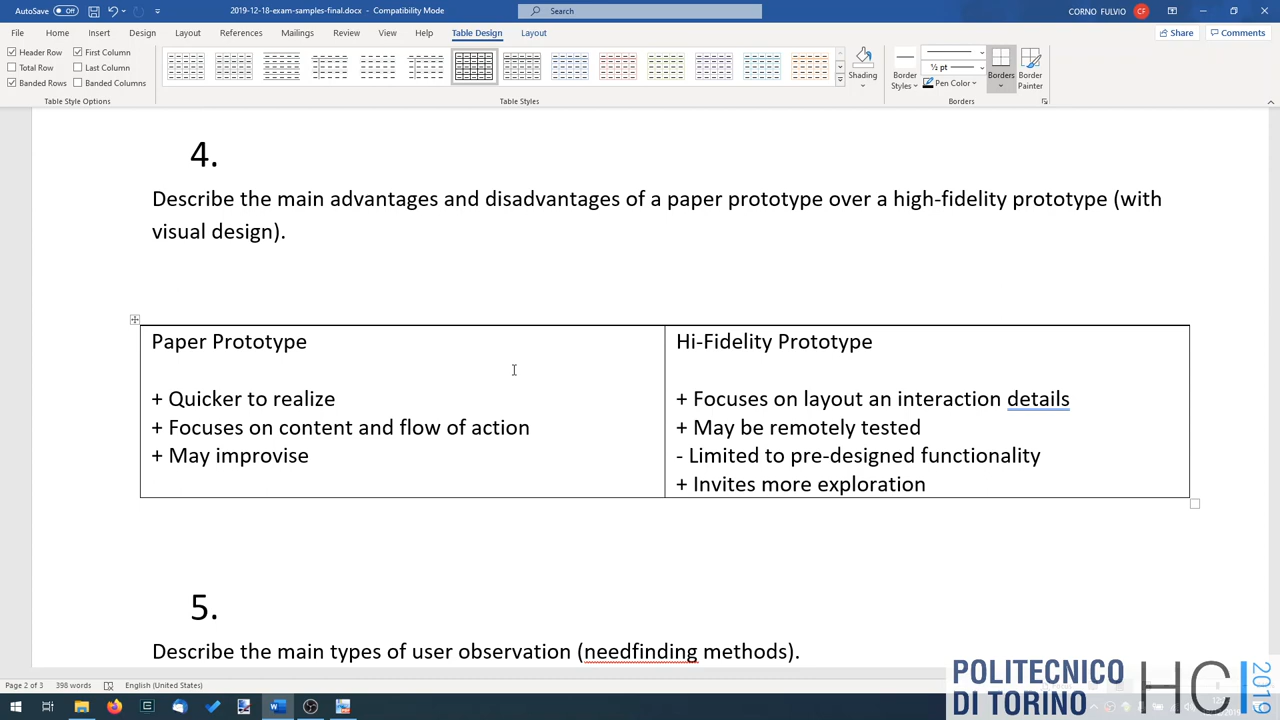 AutoSave Off
2019-12-18-exam-samples-final.docx - Compatibility Mode
Search
CORNO FULVIO CF
File Home Insert Design Layout References Mailings Review View Help Table Design Layout
Share Comments
Header Row First Column
Total Row Last Column
Banded Rows Banded Columns
Table Style Options
Table Styles
Shading
Border Styles
½ pt
Pen Color
Borders
Border Painter
Borders
4.
Describe the main advantages and disadvantages of a paper prototype over a high-fidelity prototype (with
visual design).
Paper Prototype
+ Quicker to realize
+ Focuses on content and flow of action
+ May improvise
Hi-Fidelity Prototype
+ Focuses on layout an interaction details
+ May be remotely tested
- Limited to pre-designed functionality
+ Invites more exploration
5.
Describe the main types of user observation (needfinding methods).
Page 2 of 3 398 words English (United States)
POLITECNICO
DI TORINO
HCI
2019